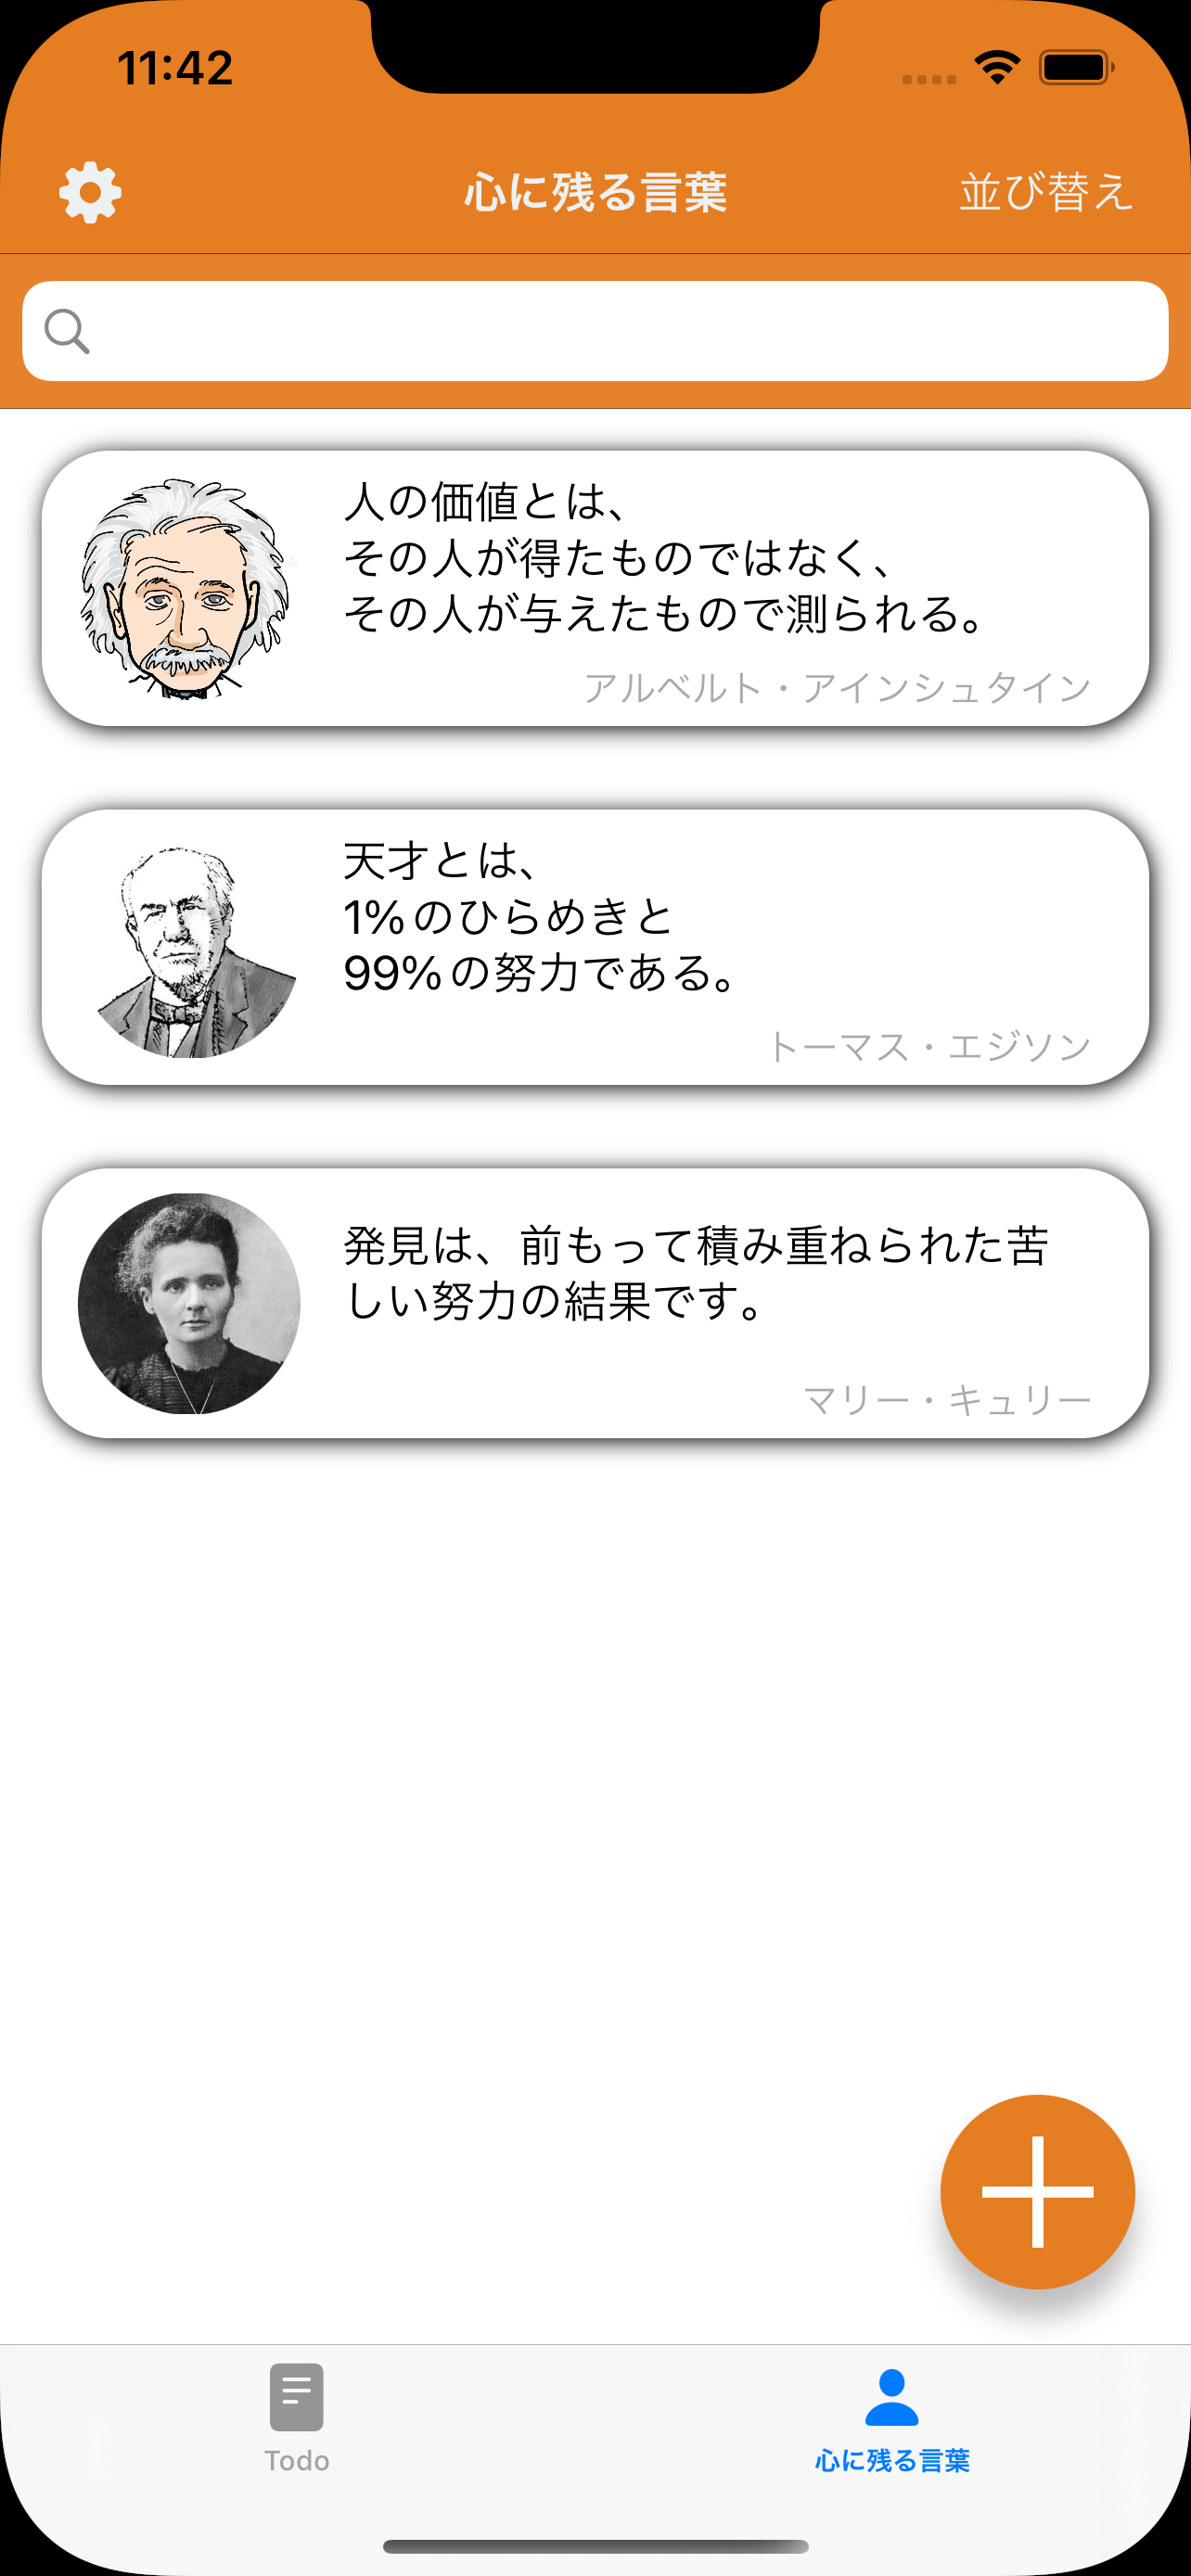 11:42
心に残る言葉
並び替え
人の価値とは、
その人が得たものではなく、
その人が与えたもので測られる。
アルベルト・アインシュタイン
天才とは、
1%のひらめきと
99%の努力である。
トーマス・エジソン
発見は、前もって積み重ねられた苦
しい努力の結果です。
マリー・キュリー
Todo
心に残る言葉